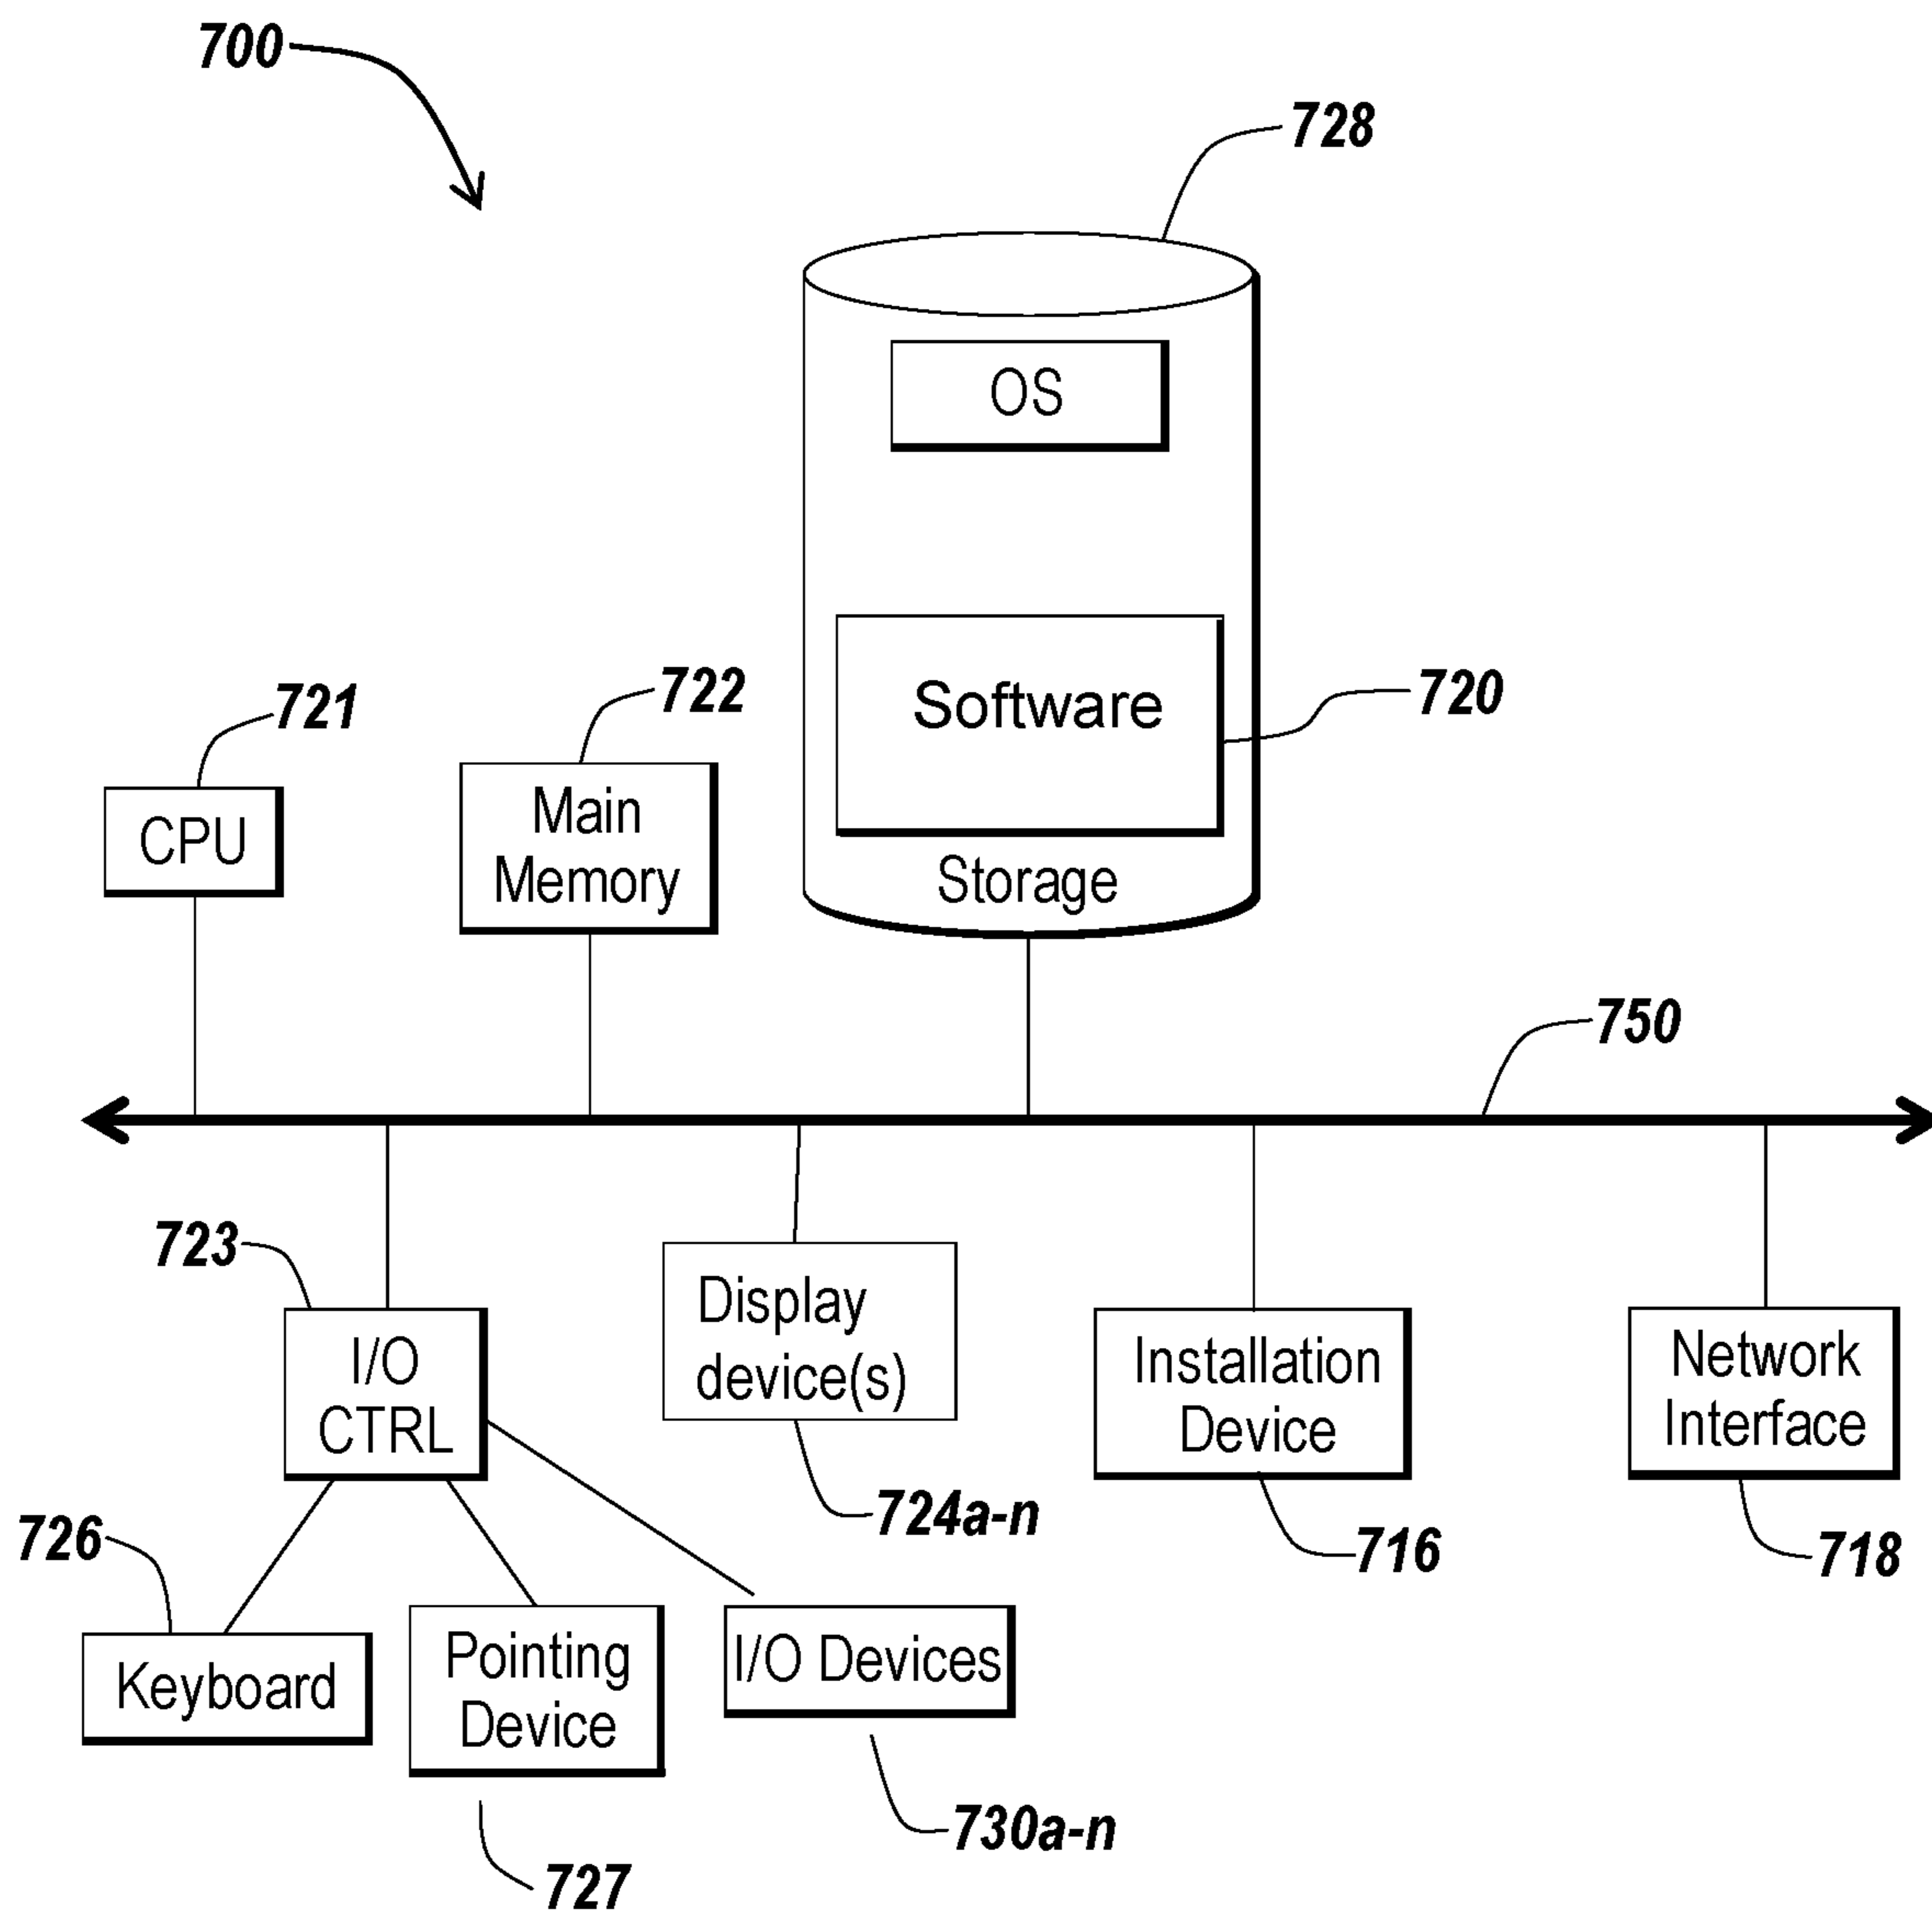 700
728
OS
Software
720
721
CPU
722
Main
Memory
Storage
750
723
I/O
CTRL
Display
device(s)
724a-n
Installation
Device
716
Network
Interface
718
726
Keyboard
Pointing
Device
727
I/O Devices
730a-n